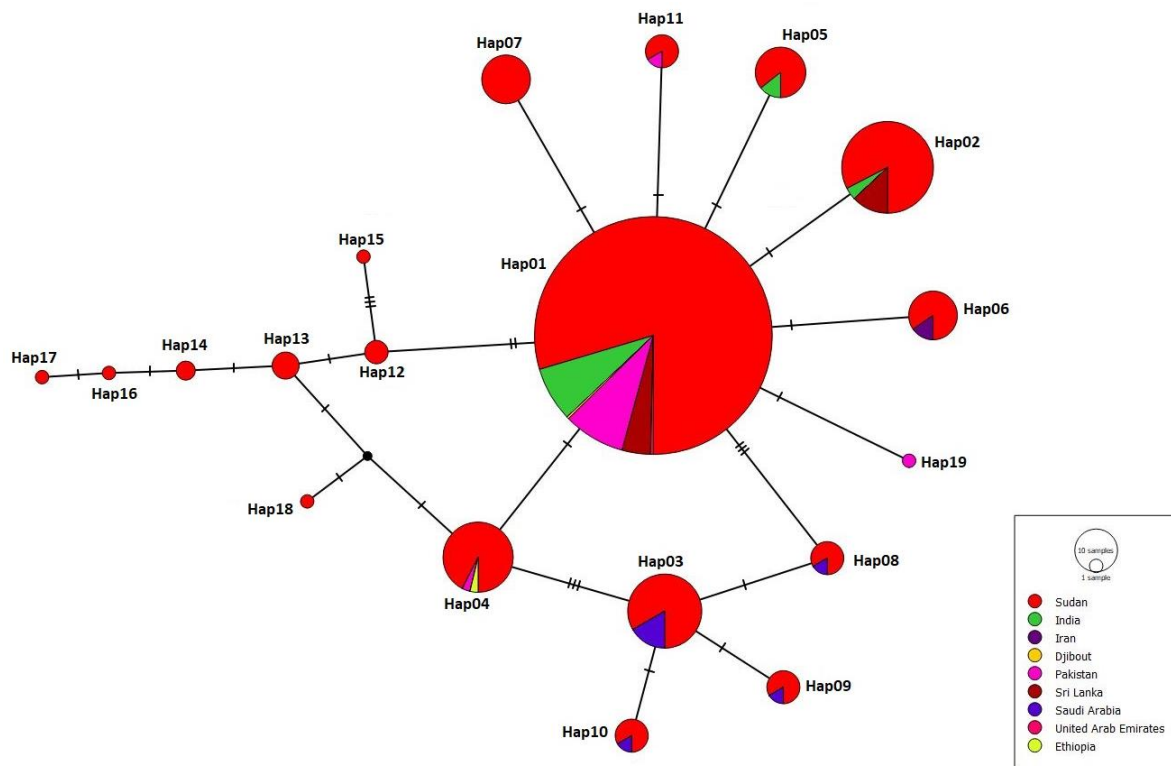 Hap11
Hap07
Hap05
Hap02
Hap15
Hap01
Hap06
Hap13
Hap14
Hap17
Hap12
Hap16
Hap19
Hap18
Hap03
Hap08
Hap04
Hap09
Hap10
10 samples
1 sample
Sudan
India
Iran
Djibout
Pakistan
Sri Lanka
Saudi Arabia
United Arab Emirates
Ethiopia